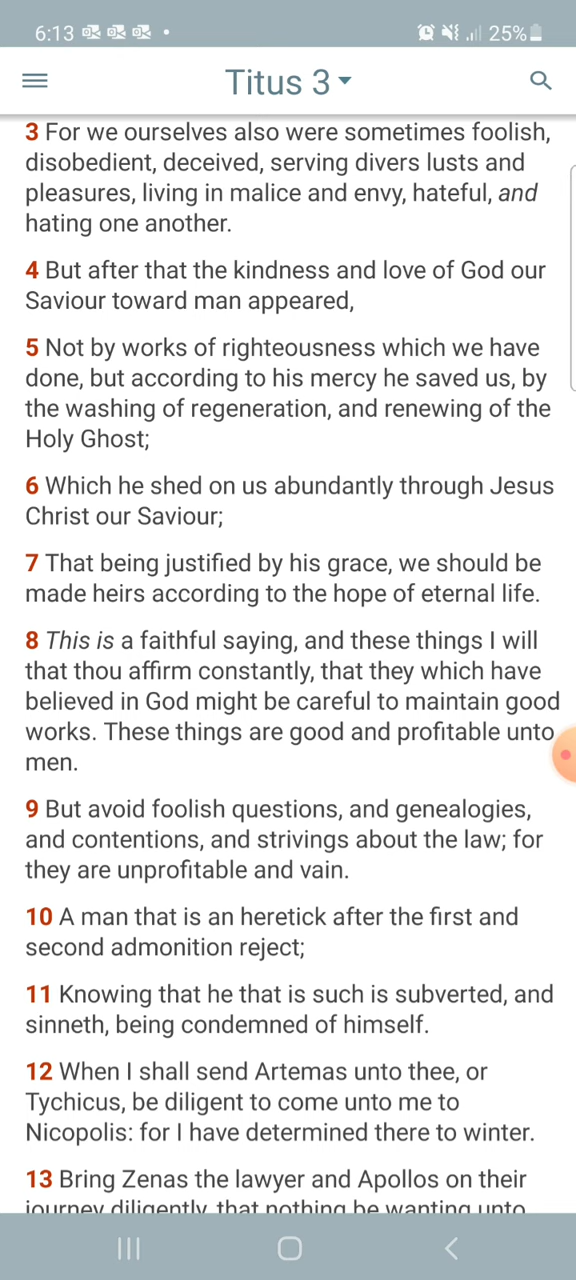 6:13
25%
Titus 3
3 For we ourselves also were sometimes foolish,
disobedient, deceived, serving divers lusts and
pleasures, living in malice and envy, hateful, and
hating one another.
4 But after that the kindness and love of God our
Saviour toward man appeared,
5 Not by works of righteousness which we have
done, but according to his mercy he saved us, by
the washing of regeneration, and renewing of the
Holy Ghost;
6 Which he shed on us abundantly through Jesus
Christ our Saviour;
7 That being justified by his grace, we should be
made heirs according to the hope of eternal life.
8 This is a faithful saying, and these things I will
that thou affirm constantly, that they which have
believed in God might be careful to maintain good
works. These things are good and profitable unto
men.
9 But avoid foolish questions, and genealogies,
and contentions, and strivings about the law; for
they are unprofitable and vain.
10 A man that is an heretick after the first and
second admonition reject;
11 Knowing that he that is such is subverted, and
sinneth, being condemned of himself.
12 When I shall send Artemas unto thee, or
Tychicus, be diligent to come unto me to
Nicopolis: for I have determined there to winter.
13 Bring Zenas the lawyer and Apollos on their
journey diligently, that nothing be wanting unto